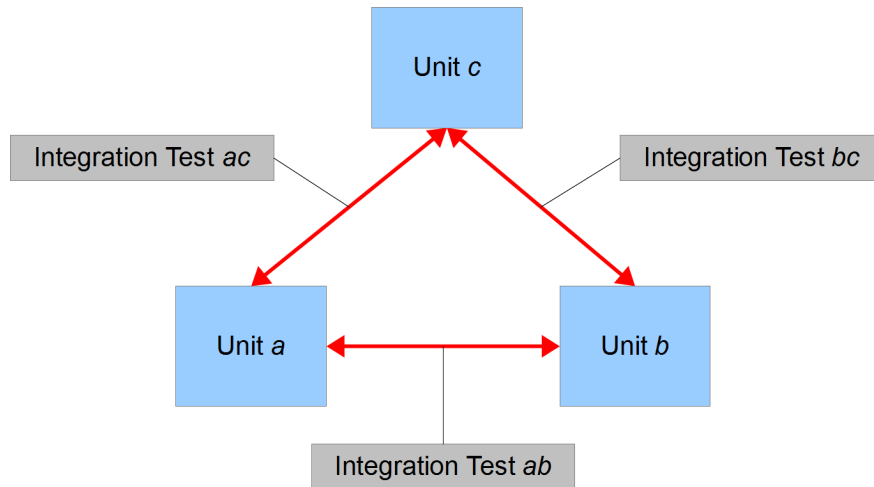 Unit c
Integration Test ac
Integration Test bc
Unit a
Unit b
Integration Test ab